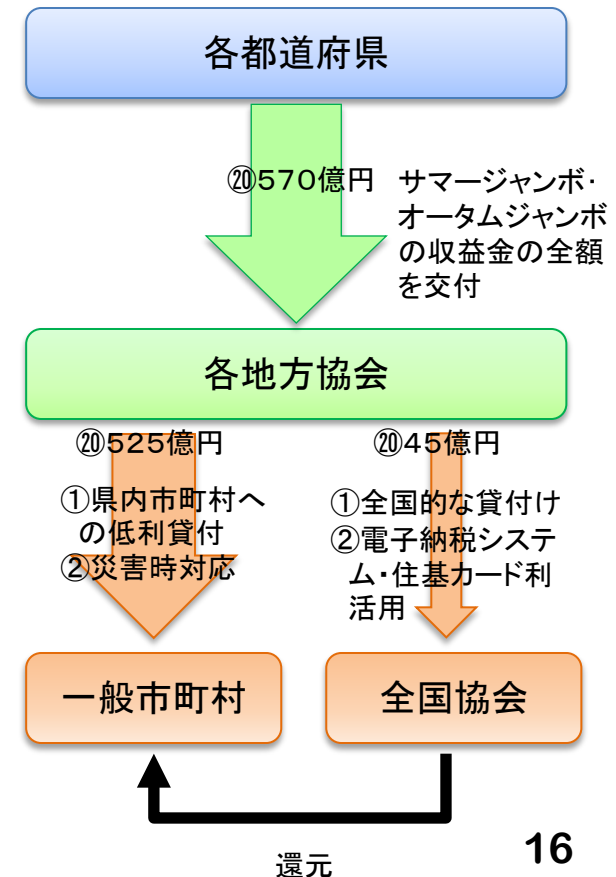 各都道府県
⑳570億円
サマージャンボ・
オータムジャンボ
の収益金の全額
を交付
各地方協会
⑳525億円
①県内市町村へ
の低利貸付
②災害時対応
⑳45億円
①全国的な貸付け
②電子納税システ
ム・住基カード利
活用
一般市町村
全国協会
還元
16